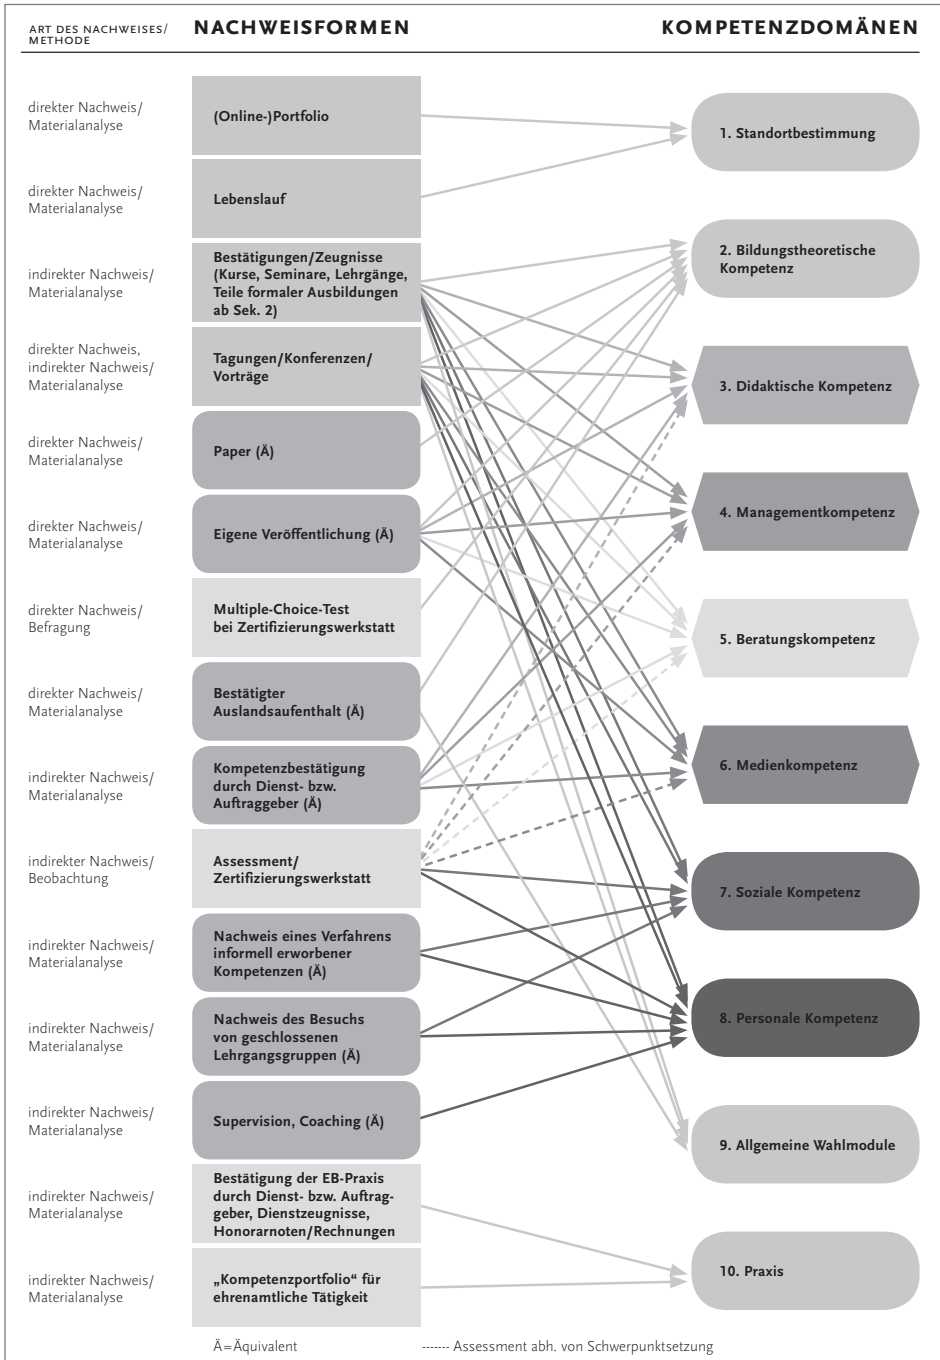 ART DES NACHWEISES/
METHODE
NACHWEISFORMEN
KOMPETENZDOMÄNEN
direkter Nachweis/
Materialanalyse
(Online-)Portfolio
1. Standortbestimmung
direkter Nachweis/
Materialanalyse
Lebenslauf
indirekter Nachweis/
Materialanalyse
Bestätigungen/Zeugnisse
(Kurse, Seminare, Lehrgänge,
Teile formaler Ausbildungen
ab Sek. 2)
2. Bildungstheoretische
Kompetenz
direkter Nachweis,
indirekter Nachweis/
Materialanalyse
Tagungen/Konferenzen/
Vorträge
3. Didaktische Kompetenz
direkter Nachweis/
Materialanalyse
Paper (Ä)
direkter Nachweis/
Materialanalyse
Eigene Veröffentlichung (Ä)
4. Managementkompetenz
direkter Nachweis/
Befragung
Multiple-Choice-Test
bei Zertifizierungswerkstatt
5. Beratungskompetenz
direkter Nachweis/
Materialanalyse
Bestätigter
Auslandsaufenthalt (Ä)
indirekter Nachweis/
Materialanalyse
Kompetenzbestätigung
durch Dienst- bzw.
Auftraggeber (Ä)
6. Medienkompetenz
indirekter Nachweis/
Beobachtung
Assessment/
Zertifizierungswerkstatt
7. Soziale Kompetenz
indirekter Nachweis/
Materialanalyse
Nachweis eines Verfahrens
informell erworbener
Kompetenzen (Ä)
indirekter Nachweis/
Materialanalyse
Nachweis des Besuchs
von geschlossenen
Lehrgangsgruppen (Ä)
8. Personale Kompetenz
indirekter Nachweis/
Materialanalyse
Supervision, Coaching (Ä)
9. Allgemeine Wahlmodule
indirekter Nachweis/
Materialanalyse
Bestätigung der EB-Praxis
durch Dienst- bzw. Auftrag-
geber, Dienstzeugnisse,
Honorarnoten/Rechnungen
10. Praxis
indirekter Nachweis/
Materialanalyse
„Kompetenzportfolio“ für
ehrenamtliche Tätigkeit
Ä=Äquivalent
------- Assessment abh. von Schwerpunktsetzung